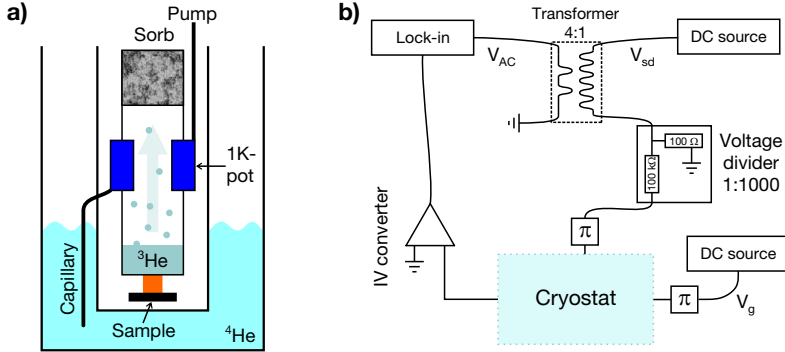 a)
Pump
Sorb
1K-
pot
³He
Capillary
Sample
⁴He
b)
Transformer
4:1
Lock-in
DC source
V_AC
V_sd
100 Ω
100 kΩ
Voltage
divider
1:1000
IV converter
π
Cryostat
π
DC source
V_g